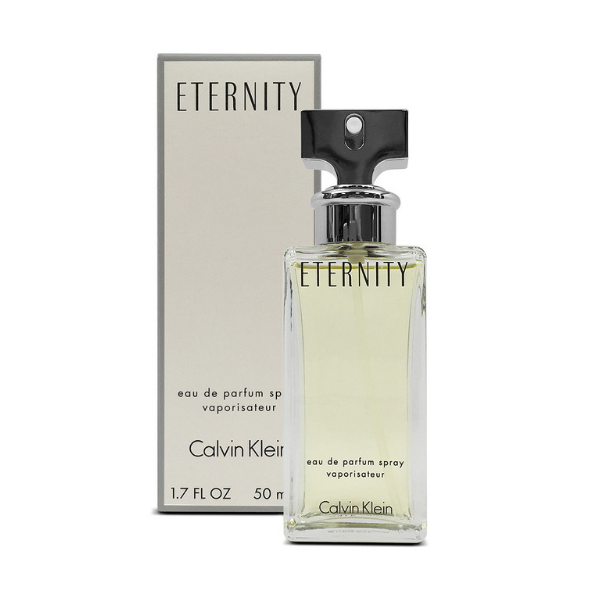 ETERNITY
eau de parfum
vaporisateur
Calvin Klein
1.7 FL OZ 50
ETERNITY
eau de parfum spray
vaporisateur
Calvin Klein